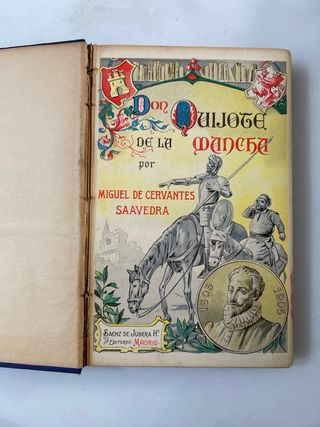 Don Quijote
DE LA MANCHA
por
MIGUEL DE CERVANTES
SAAVEDRA
1605
1905
SAENZ DE JUBERA Hs.
EDITORES. MADRID